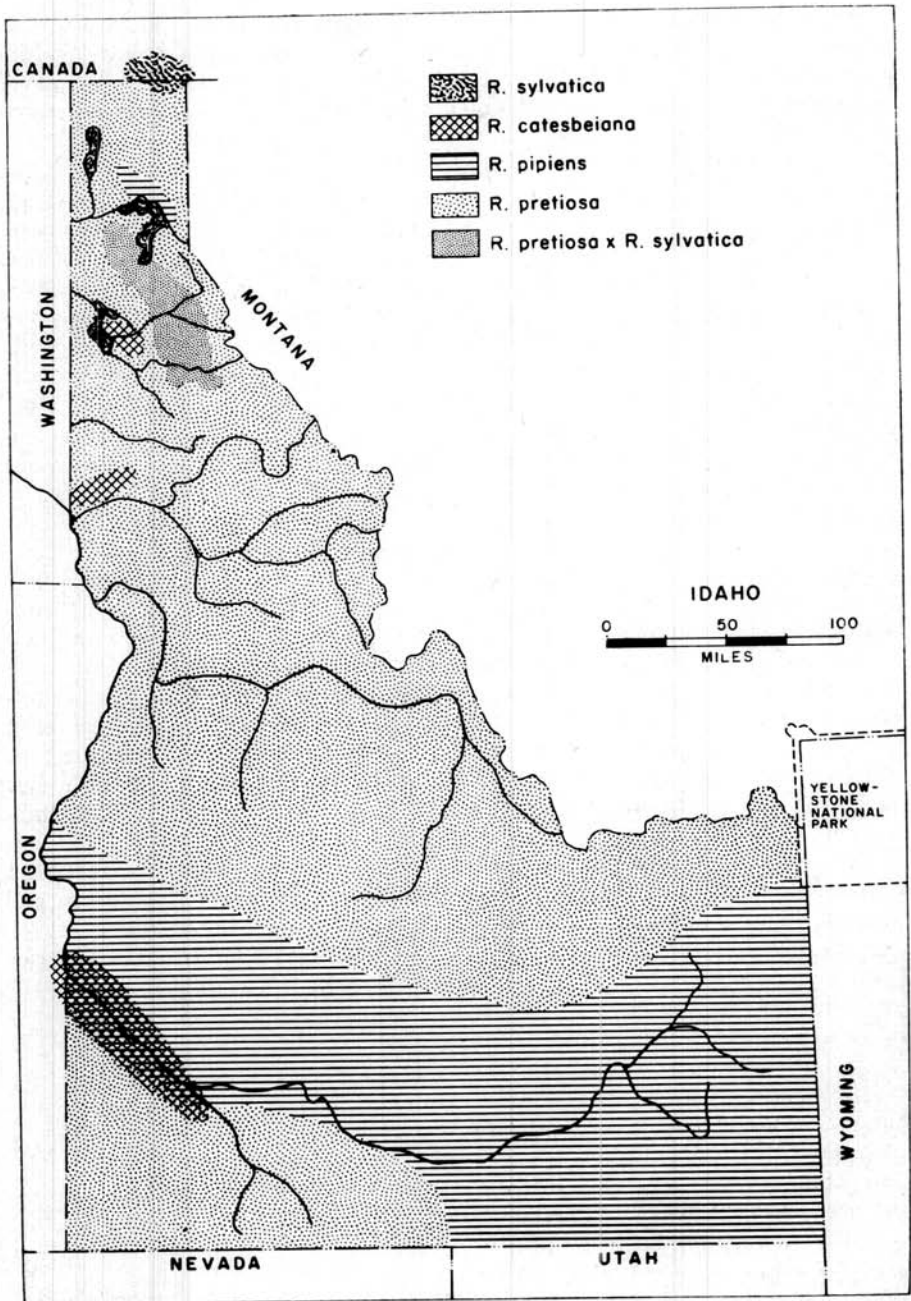 CANADA
R. sylvatica
R. catesbeiana
R. pipiens
R. pretiosa
R. pretiosa x R. sylvatica
WASHINGTON
MONTANA
IDAHO
0 50 100
MILES
YELLOW-
STONE
NATIONAL
PARK
OREGON
WYOMING
NEVADA
UTAH